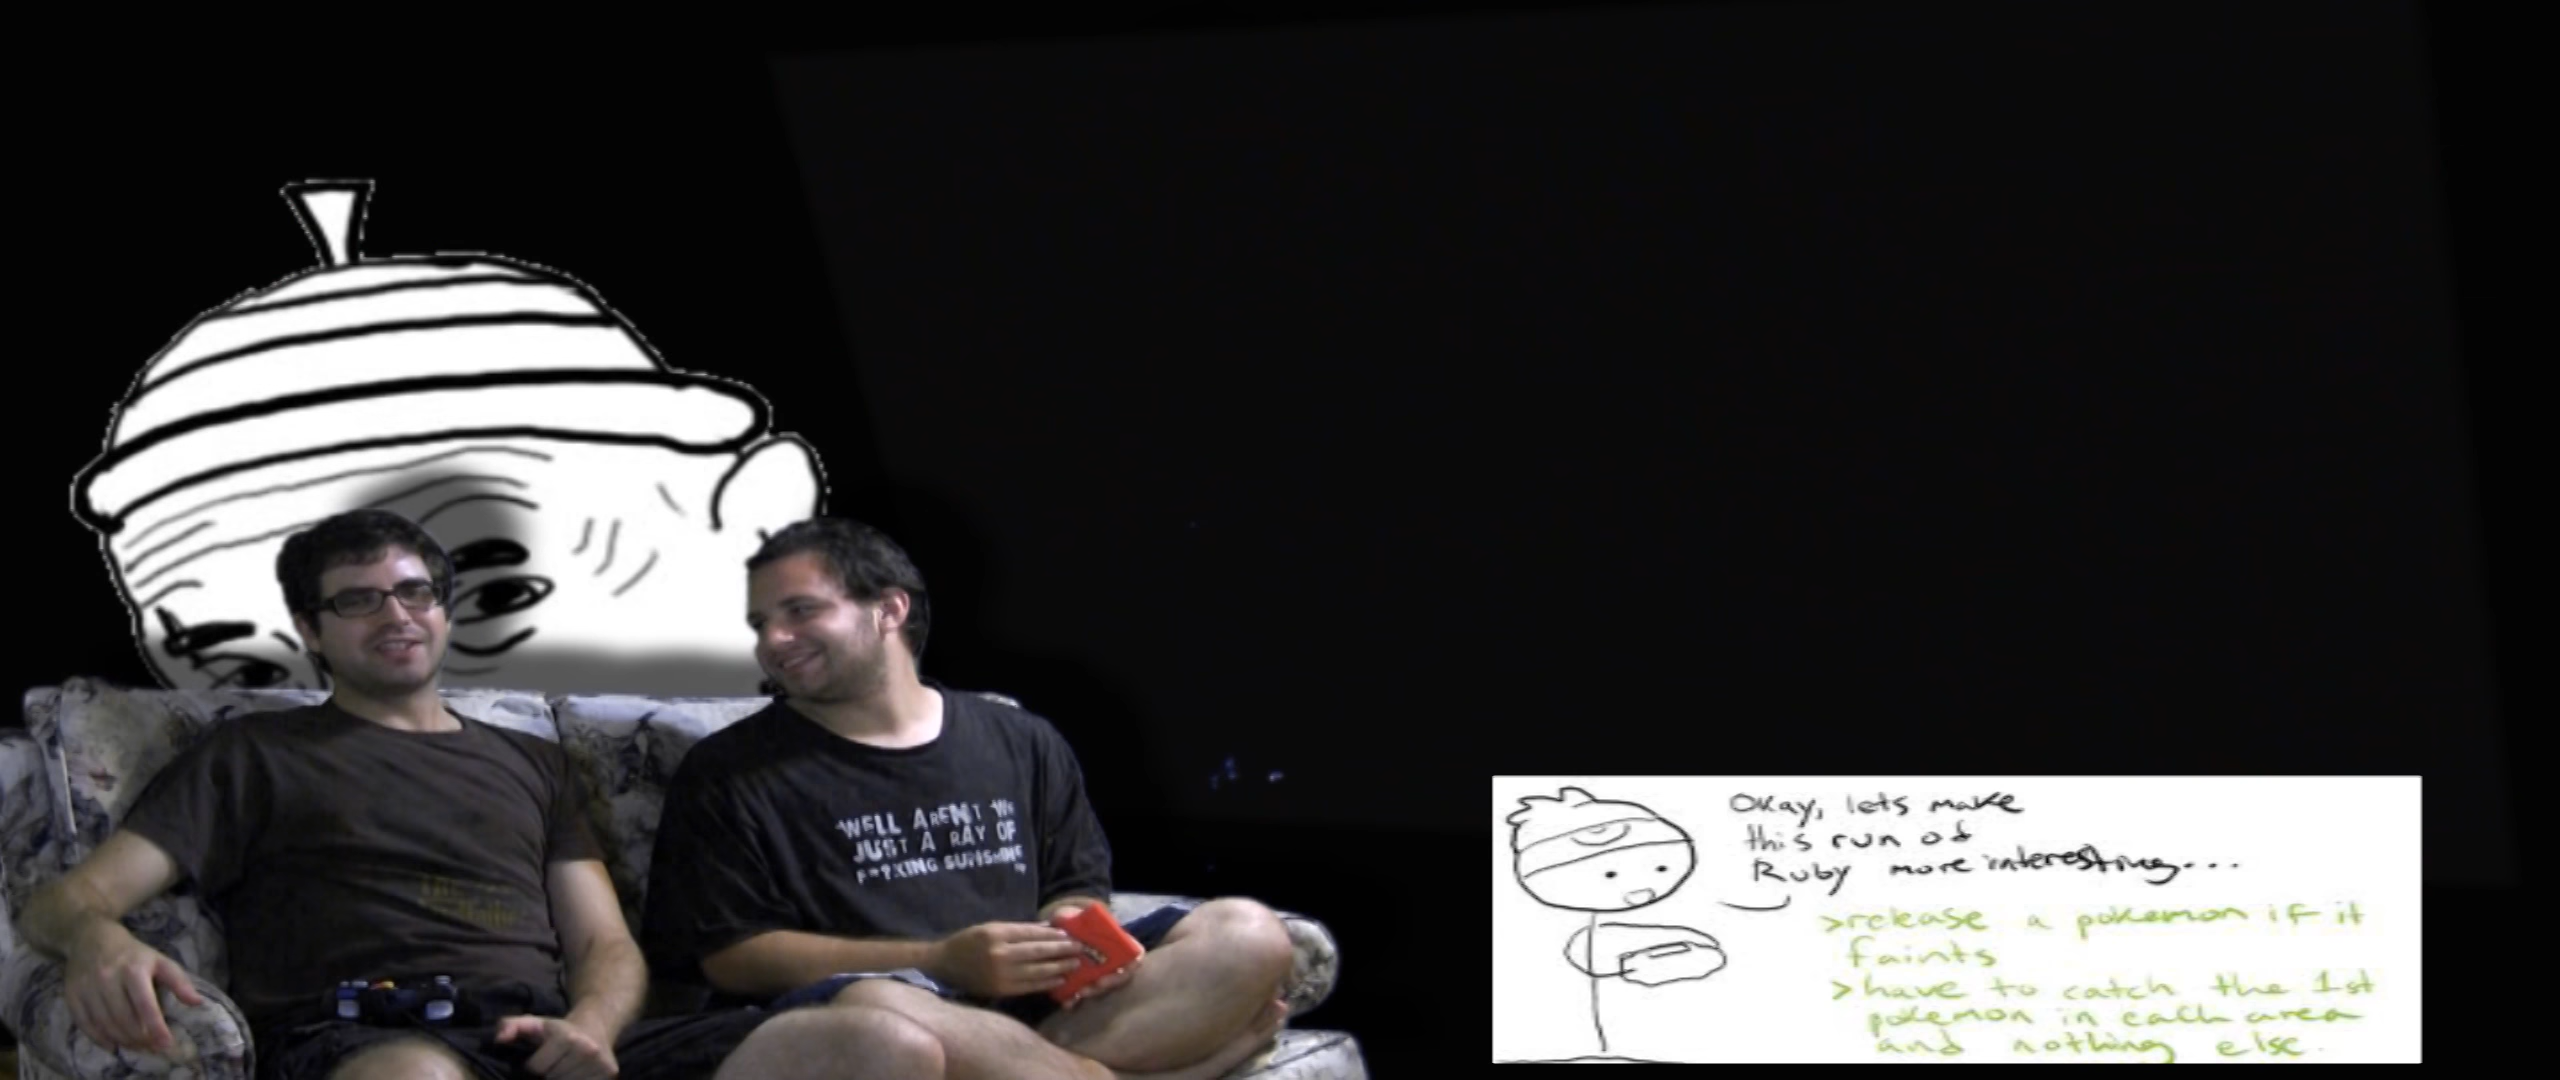 WELL AREN'T WE
JUST A RAY OF
F*?KING SUNSHINE
Okay, lets make
this run of
Ruby more interesting...
>release a pokemon if it
faints
>have to catch the 1st
pokemon in each area
and nothing else.